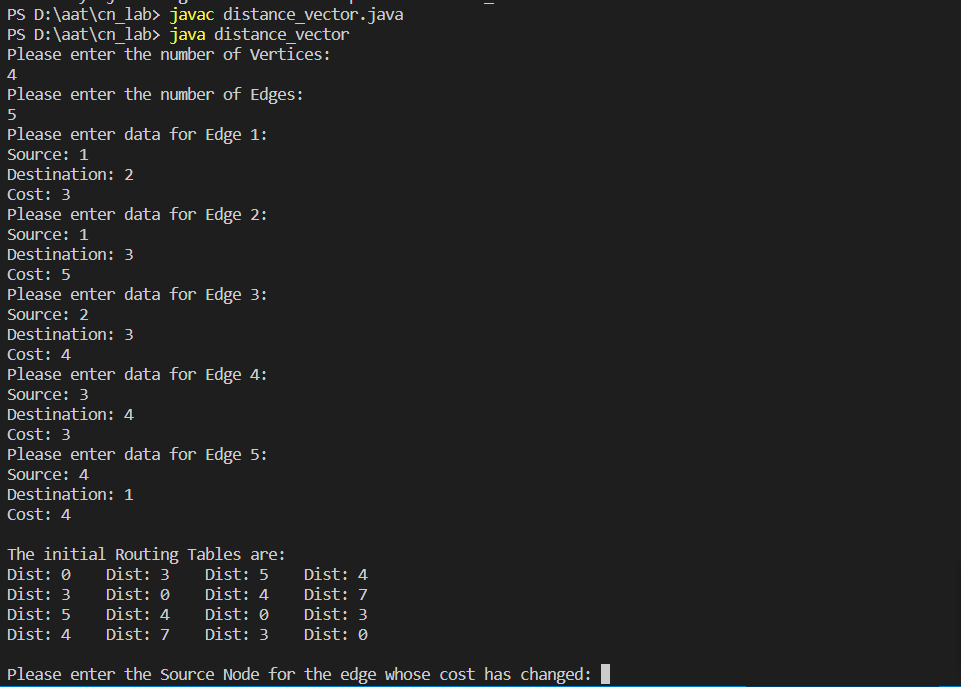 PS D:\aat\cn_lab> javac distance_vector.java
PS D:\aat\cn_lab> java distance_vector
Please enter the number of Vertices:
4
Please enter the number of Edges:
5
Please enter data for Edge 1:
Source: 1
Destination: 2
Cost: 3
Please enter data for Edge 2:
Source: 1
Destination: 3
Cost: 5
Please enter data for Edge 3:
Source: 2
Destination: 3
Cost: 4
Please enter data for Edge 4:
Source: 3
Destination: 4
Cost: 3
Please enter data for Edge 5:
Source: 4
Destination: 1
Cost: 4
The initial Routing Tables are:
Dist: 0    Dist: 3    Dist: 5    Dist: 4
Dist: 3    Dist: 0    Dist: 4    Dist: 7
Dist: 5    Dist: 4    Dist: 0    Dist: 3
Dist: 4    Dist: 7    Dist: 3    Dist: 0
Please enter the Source Node for the edge whose cost has changed: